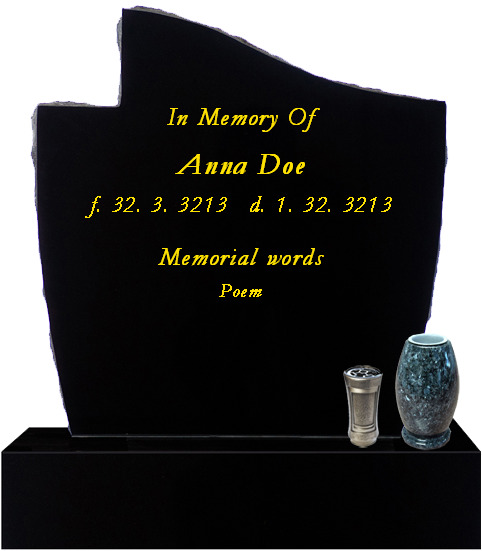 In Memory Of
Anna Doe
f. 32. 3. 3213 d. 1. 32. 3213
Memorial words
Poem